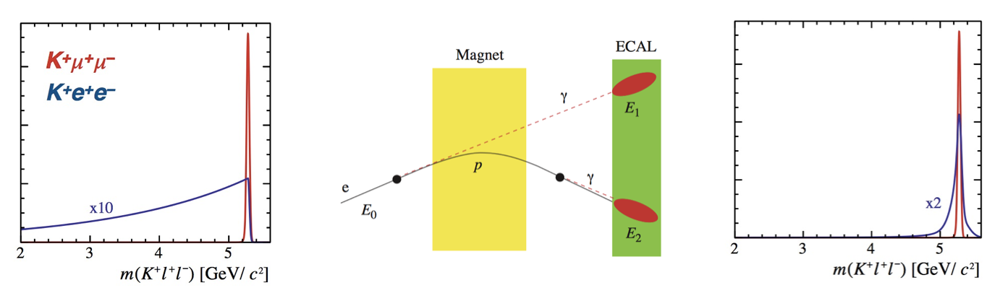 K⁺μ⁺μ⁻
K⁺e⁺e⁻
x10
2 3 4 5
m(K⁺l⁺l⁻) [GeV/ c²]
Magnet
ECAL
γ
E₁
p
e
γ
E₀
E₂
x2
2 3 4 5
m(K⁺l⁺l⁻) [GeV/ c²]